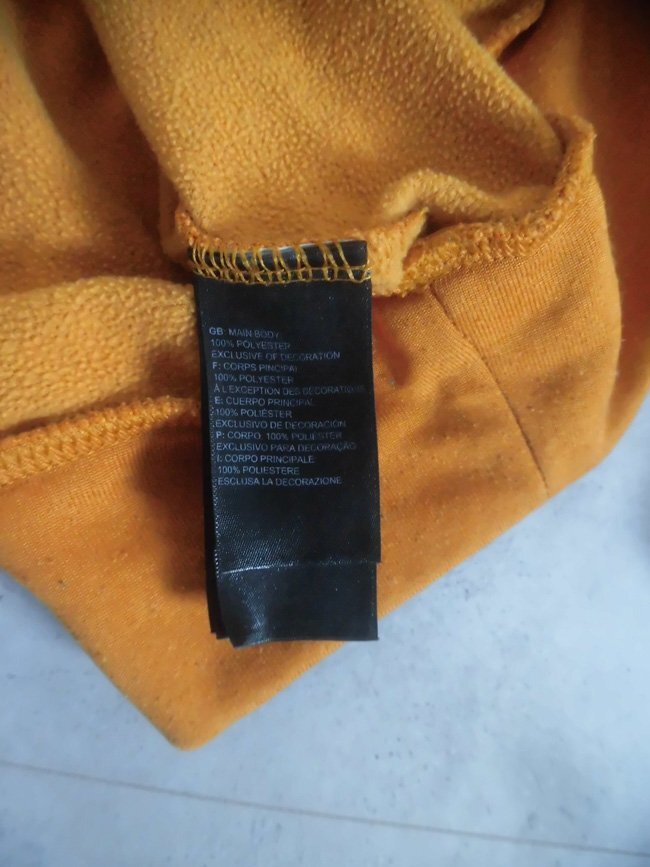 GB: MAIN BODY
100% POLYESTER
EXCLUSIVE OF DECORATION
F: CORPS PINCIPAL
100% POLYESTER
À L'EXCEPTION DES DECORATIONS
E: CUERPO PRINCIPAL
100% POLIÉSTER
EXCLUSIVO DE DECORACIÓN
P: CORPO: 100% POLIÉSTER
EXCLUSIVO PARA DECORAÇÃO
I: CORPO PRINCIPALE
100% POLIESTERE
ESCLUSA LA DECORAZIONE